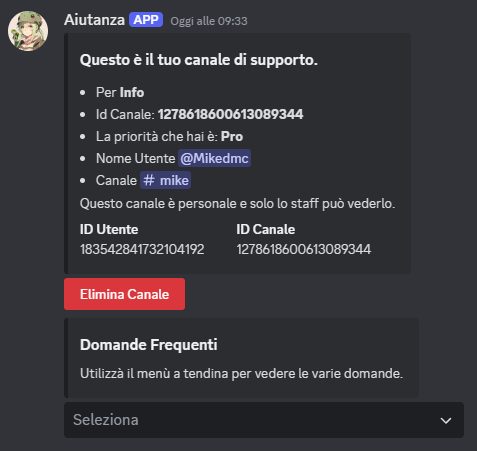 Aiutanza APP Oggi alle 09:33
Questo è il tuo canale di supporto.
Per Info
Id Canale: 1278618600613089344
La priorità che hai è: Pro
Nome Utente @Mikedmc
Canale # mike
Questo canale è personale e solo lo staff può vederlo.
ID Utente ID Canale
183542841732104192 1278618600613089344
Elimina Canale
Domande Frequenti
Utilizzà il menù a tendina per vedere le varie domande.
Seleziona